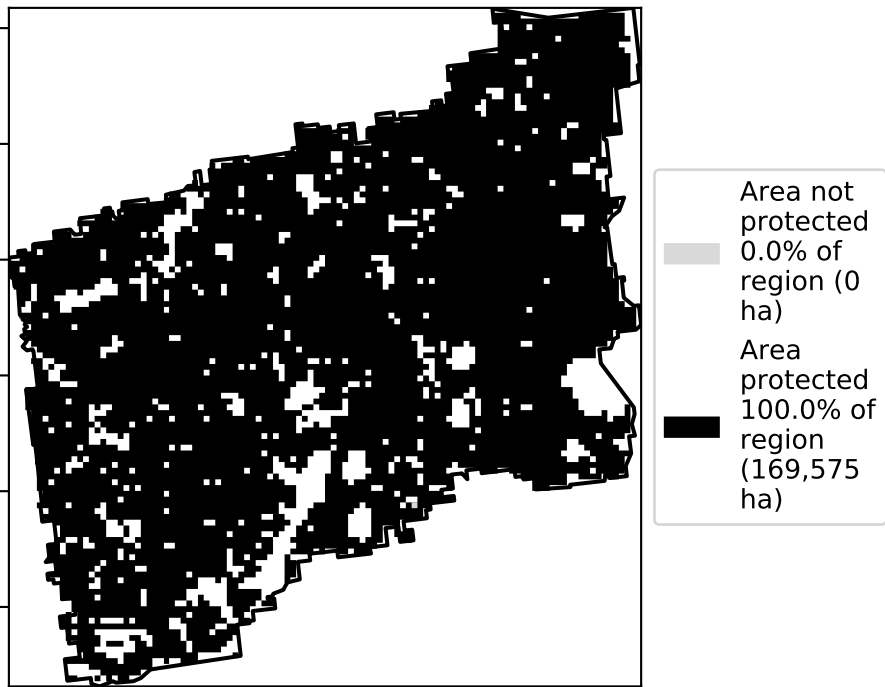 Area not
protected
0.0% of
region (0
ha)
Area
protected
100.0% of
region
(169,575
ha)